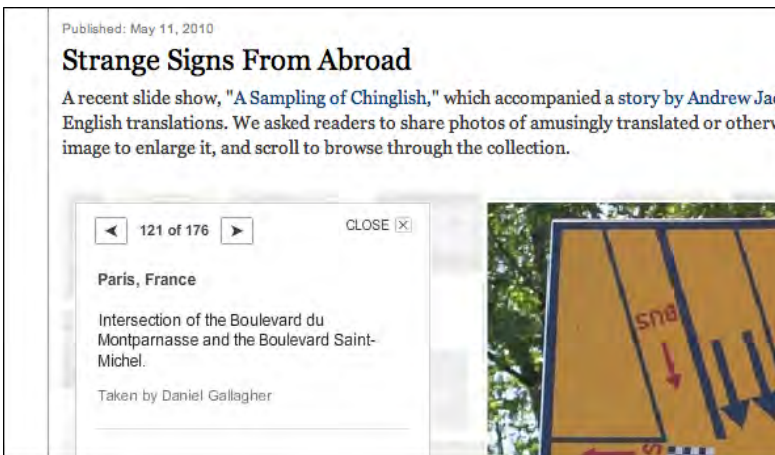 Published: May 11, 2010
Strange Signs From Abroad
A recent slide show, "A Sampling of Chinglish," which accompanied a story by Andrew
English translations. We asked readers to share photos of amusingly translated or
image to enlarge it, and scroll to browse through the collection.
121 of 176
CLOSE
Paris, France
Intersection of the Boulevard du
Montparnasse and the Boulevard Saint-
Michel.
Taken by Daniel Gallagher
BUS